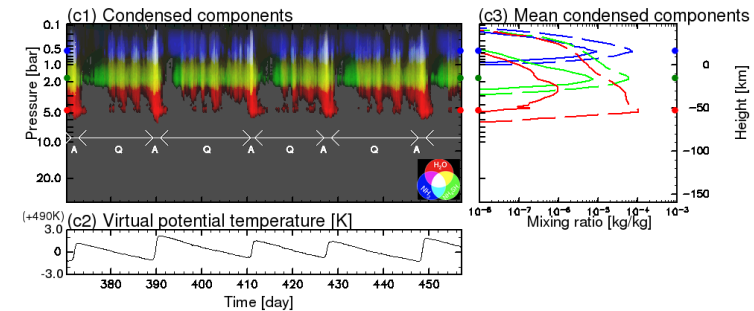 (c1) Condensed components
(c3) Mean condensed components
Pressure [bar]
0.1
0.5
1.0
2.0
5.0
10.0
20.0
A Q A Q A Q A Q A
H₂O
NH₃
0
−50
−100
−150
Height [km]
10⁻⁸ 10⁻⁷ 10⁻⁶ 10⁻⁵ 10⁻⁴ 10⁻³
Mixing ratio [kg/kg]
(+490K)
(c2) Virtual potential temperature [K]
3.0
0
-3.0
380 390 400 410 420 430 440 450
Time [day]